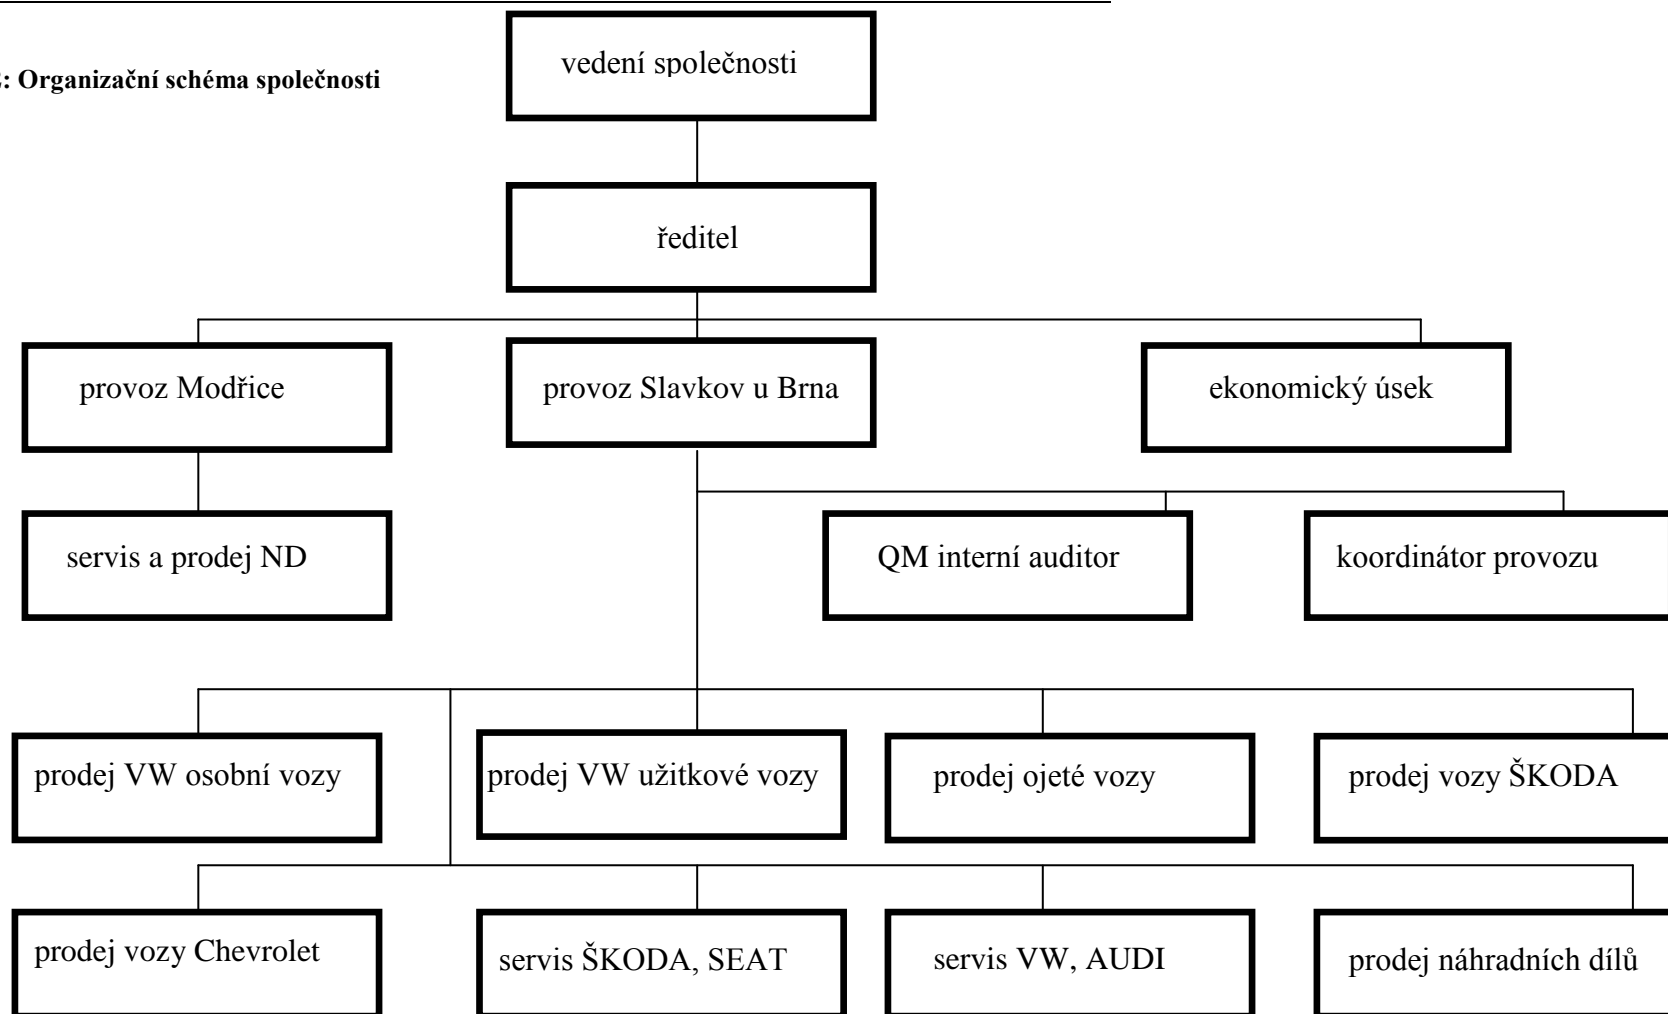 vedení společnosti
: Organizační schéma společnosti
ředitel
provoz Modřice
provoz Slavkov u Brna
ekonomický úsek
servis a prodej ND
QM interní auditor
koordinátor provozu
prodej VW osobní vozy
prodej VW užitkové vozy
prodej ojeté vozy
prodej vozy ŠKODA
prodej vozy Chevrolet
servis ŠKODA, SEAT
servis VW, AUDI
prodej náhradních dílů